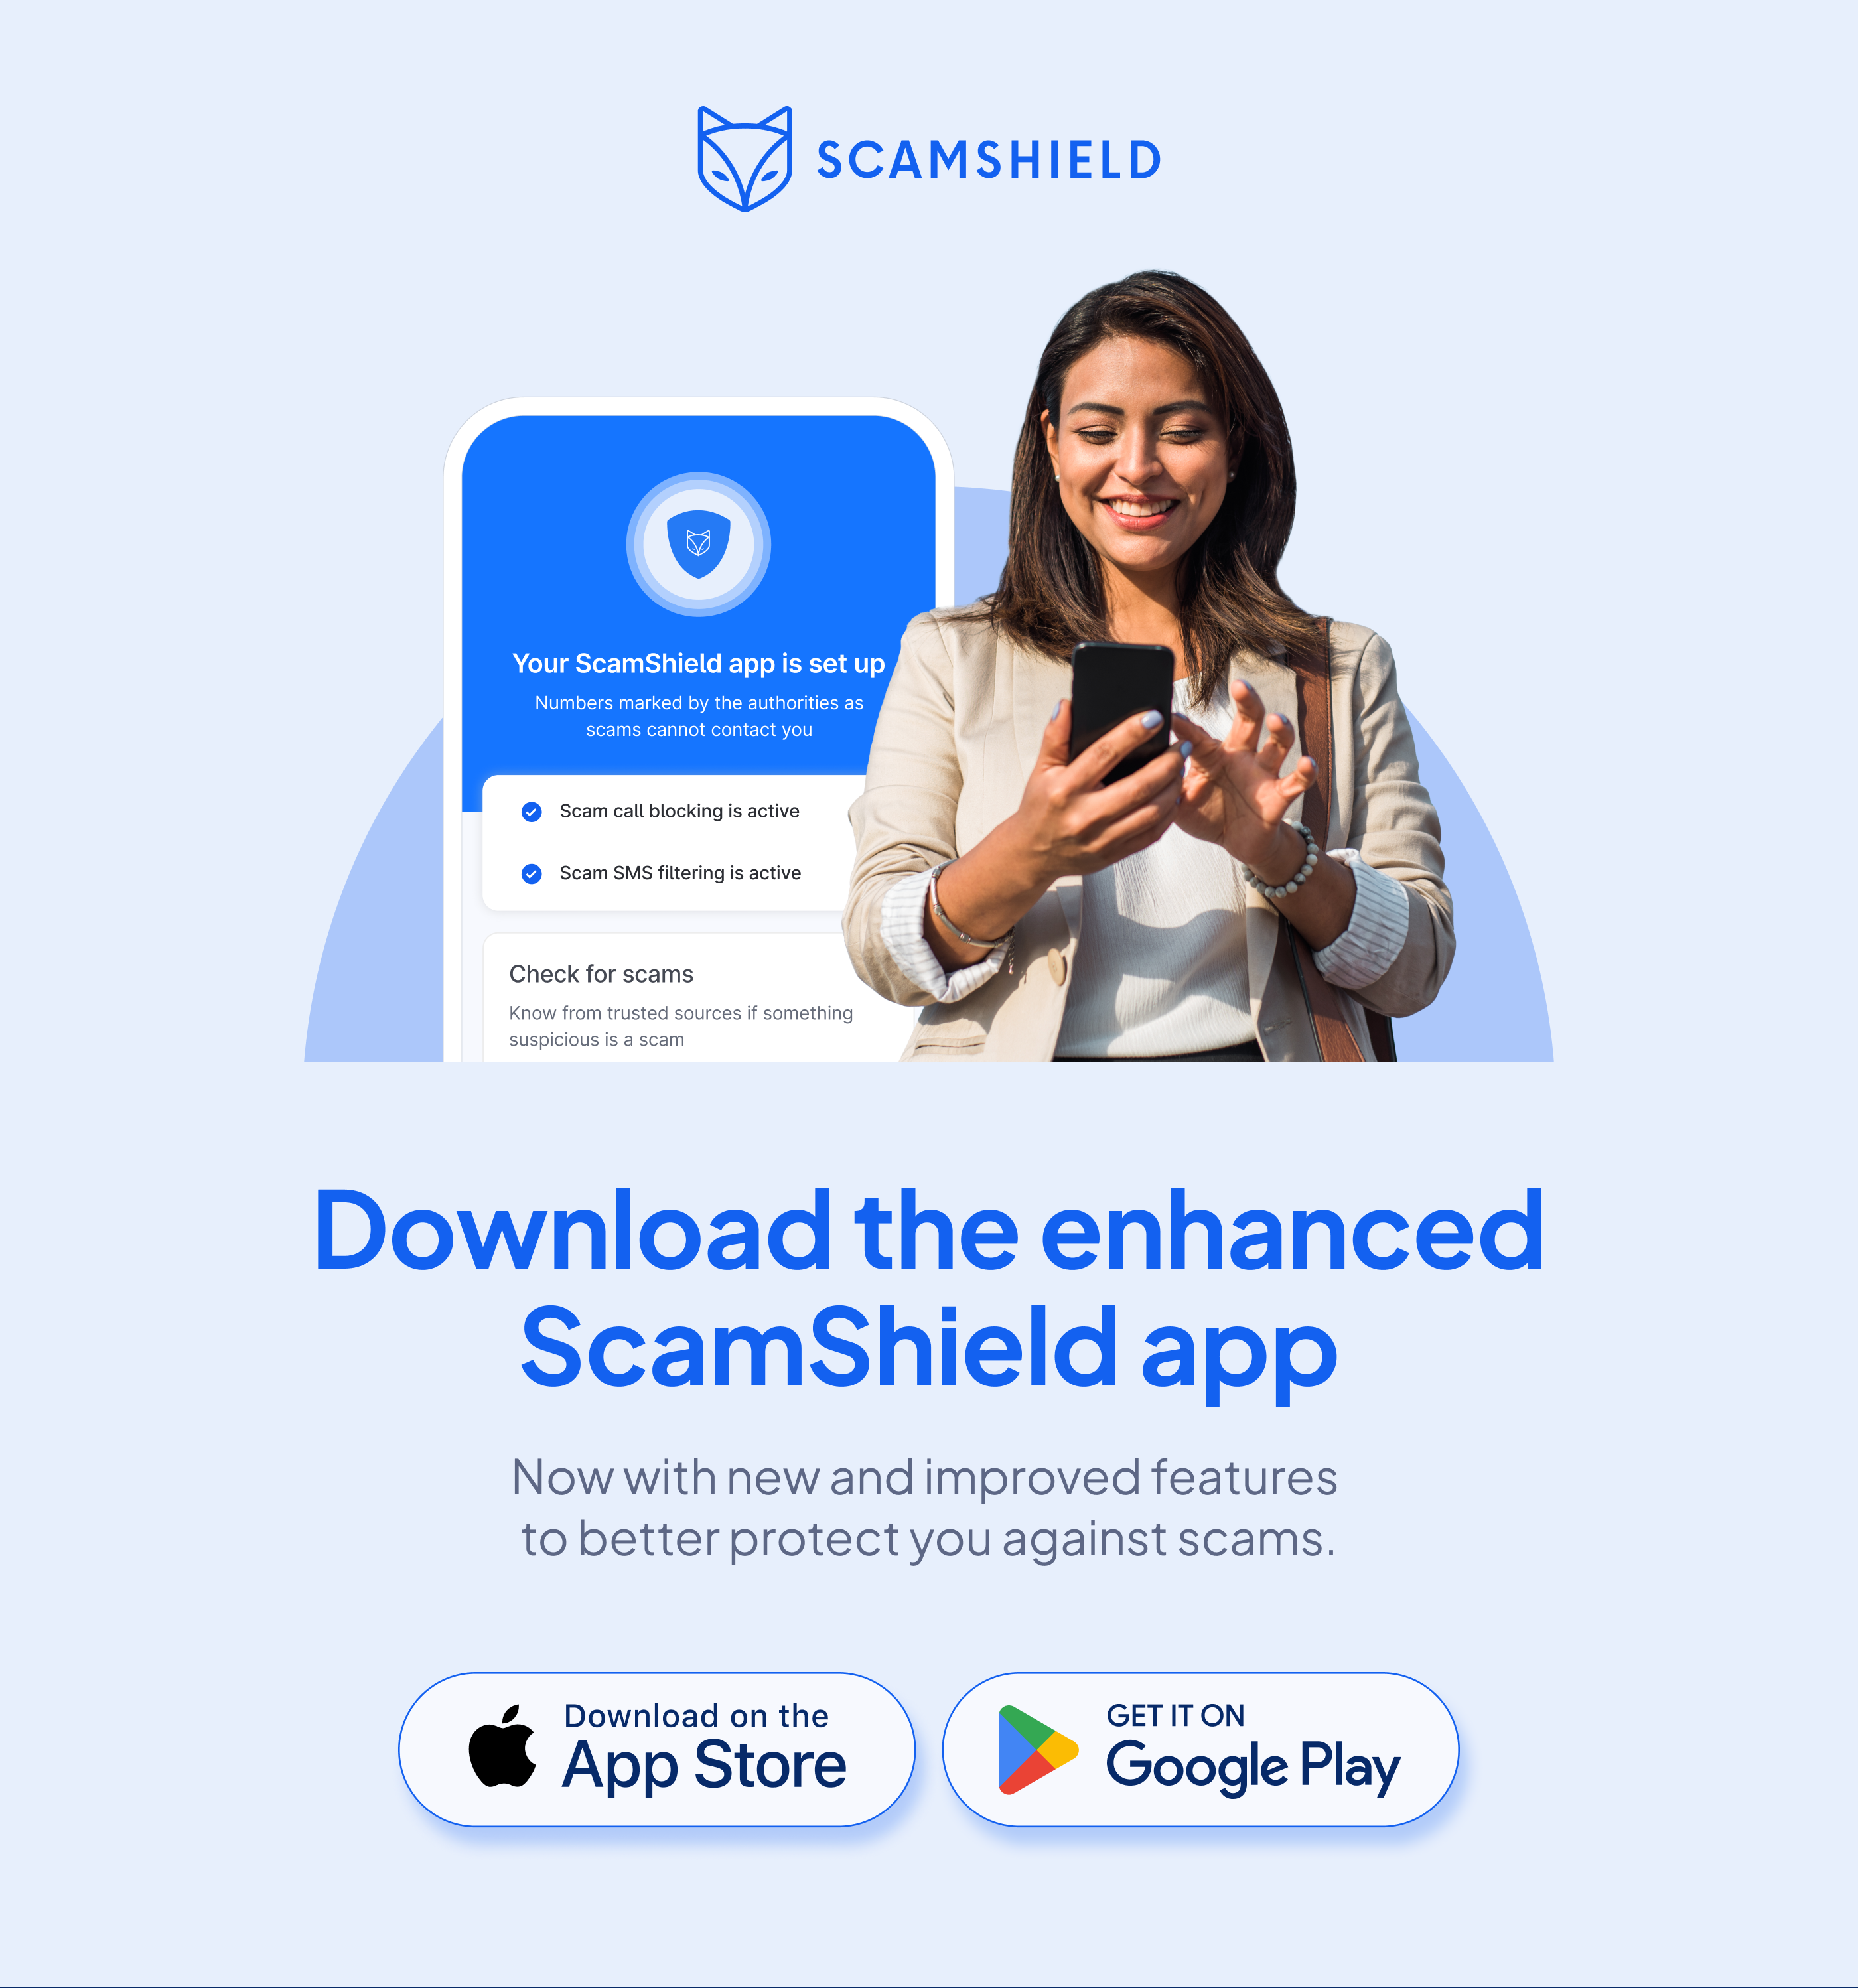 SCAMSHIELD
Your ScamShield app is set up
Numbers marked by the authorities as
scams cannot contact you
Scam call blocking is active
Scam SMS filtering is active
Check for scams
Know from trusted sources if something
suspicious is a scam
Download the enhanced
ScamShield app
Now with new and improved features
to better protect you against scams.
Download on the
App Store
GET IT ON
Google Play